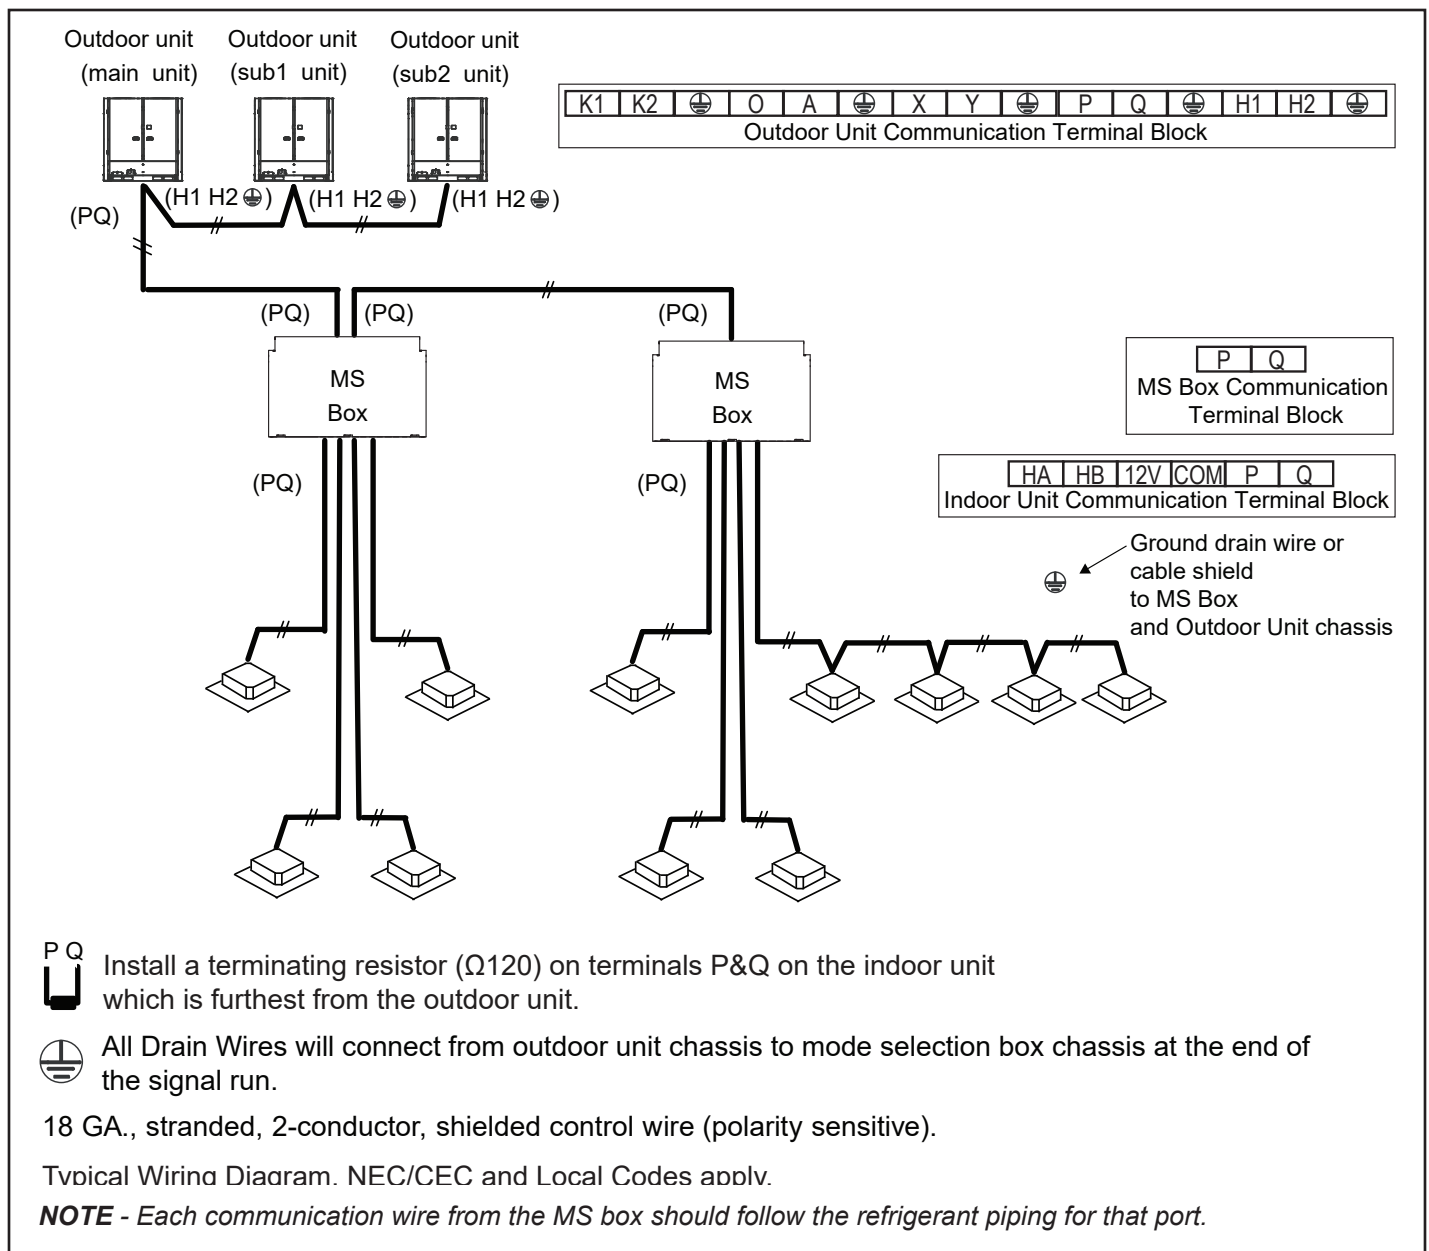 Outdoor unit
(main unit)
Outdoor unit
(sub1 unit)
Outdoor unit
(sub2 unit)
K1 K2 O A X Y P Q H1 H2
Outdoor Unit Communication Terminal Block
(PQ)
(H1 H2 ⏚)
(H1 H2 ⏚)
(H1 H2 ⏚)
(PQ)
(PQ)
(PQ)
MS
Box
MS
Box
P Q
MS Box Communication
Terminal Block
(PQ)
(PQ)
HA HB 12V COM P Q
Indoor Unit Communication Terminal Block
Ground drain wire or
cable shield
to MS Box
and Outdoor Unit chassis
P Q
Install a terminating resistor (Ω120) on terminals P&Q on the indoor unit
which is furthest from the outdoor unit.
All Drain Wires will connect from outdoor unit chassis to mode selection box chassis at the end of
the signal run.
18 GA., stranded, 2-conductor, shielded control wire (polarity sensitive).
Typical Wiring Diagram. NEC/CEC and Local Codes apply.
NOTE - Each communication wire from the MS box should follow the refrigerant piping for that port.